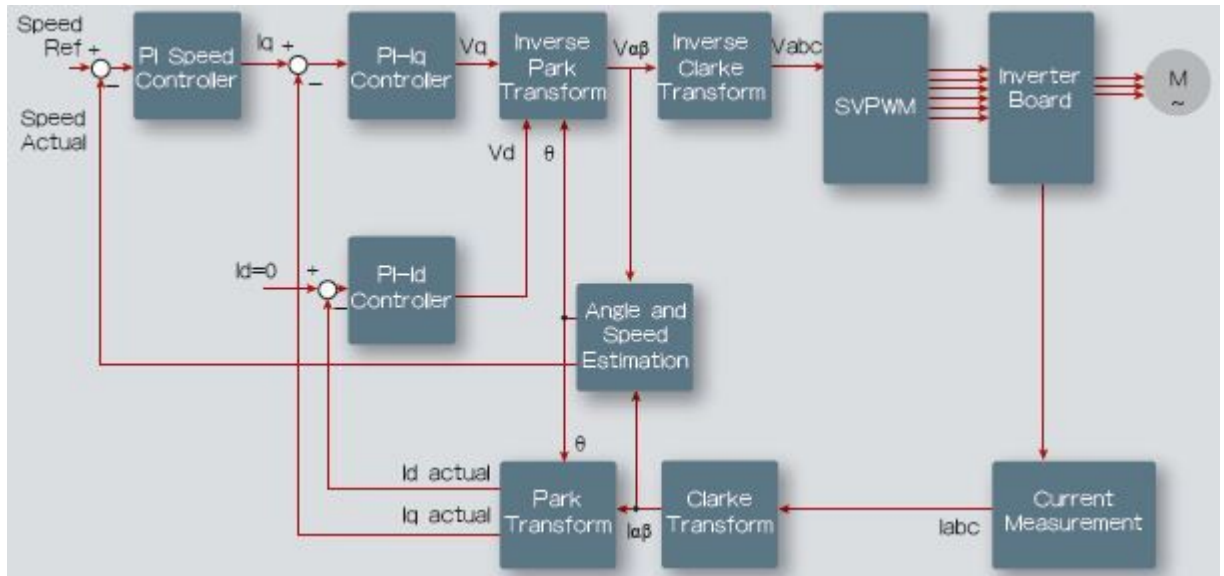 Speed
Ref
+
−
Speed
Actual
PI Speed
Controller
Iq
+
−
PI-Iq
Controller
Vq
Inverse
Park
Transform
Vαβ
Inverse
Clarke
Transform
Vabc
SVPWM
Inverter
Board
M
~
Vd
θ
Id=0
+
−
PI-Id
Controller
Angle and
Speed
Estimation
θ
Id actual
Iq actual
Park
Transform
Iαβ
Clarke
Transform
Iabc
Current
Measurement